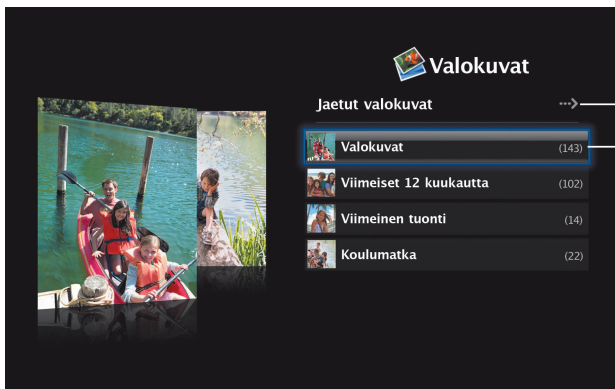 Valokuvat
Jaetut valokuvat
Valokuvat (143)
Viimeiset 12 kuukautta (102)
Viimeinen tuonti (14)
Koulumatka (22)